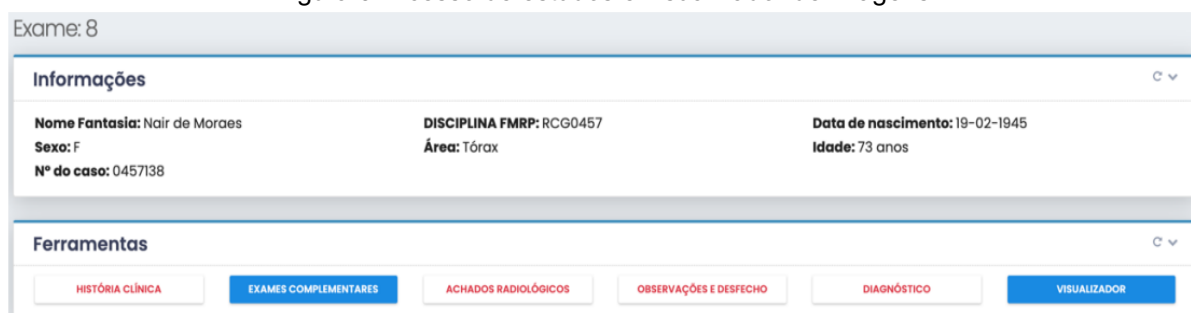 Exame: 8
Informações
Nome Fantasia: Nair de Moraes DISCIPLINA FMRP: RCG0457 Data de nascimento: 19-02-1945
Sexo: F Área: Tórax Idade: 73 anos
Nº do caso: 0457138
Ferramentas
HISTÓRIA CLÍNICA EXAMES COMPLEMENTARES ACHADOS RADIOLÓGICOS OBSERVAÇÕES E DESFECHO DIAGNÓSTICO VISUALIZADOR